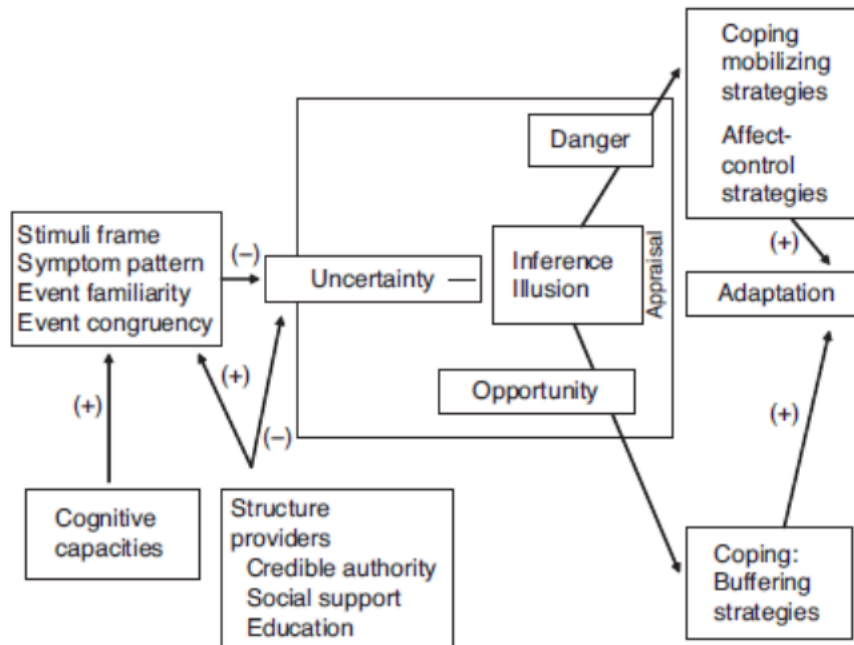 Coping
mobilizing
strategies
Affect-
control
strategies
Danger
Stimuli frame
Symptom pattern
Event familiarity
Event congruency
(–)
Uncertainty
Inference
Illusion
Appraisal
(+)
Adaptation
Opportunity
(+)
(+)
(–)
(+)
Cognitive
capacities
Structure
providers
Credible authority
Social support
Education
Coping:
Buffering
strategies